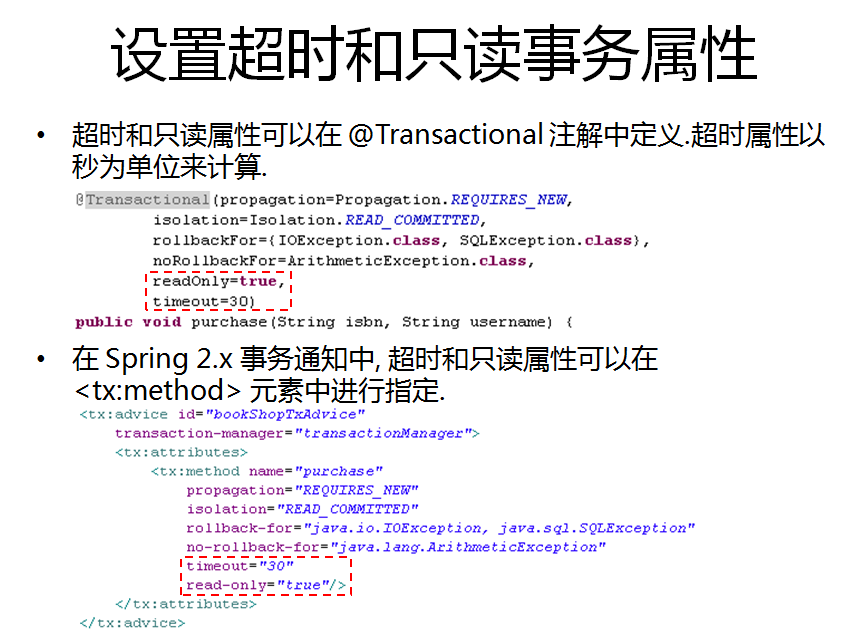 设置超时和只读事务属性
• 超时和只读属性可以在 @Transactional 注解中定义.超时属性以
秒为单位来计算.
@Transactional(propagation=Propagation.REQUIRES_NEW,
isolation=Isolation.READ_COMMITTED,
rollbackFor={IOException.class, SQLException.class},
noRollbackFor=ArithmeticException.class,
readOnly=true,
timeout=30)
public void purchase(String isbn, String username) {
• 在 Spring 2.x 事务通知中, 超时和只读属性可以在
<tx:method> 元素中进行指定.
<tx:advice id="bookShopTxAdvice"
transaction-manager="transactionManager">
<tx:attributes>
<tx:method name="purchase"
propagation="REQUIRES_NEW"
isolation="READ_COMMITTED"
rollback-for="java.io.IOException, java.sql.SQLException"
no-rollback-for="java.lang.ArithmeticException"
timeout="30"
read-only="true"/>
</tx:attributes>
</tx:advice>